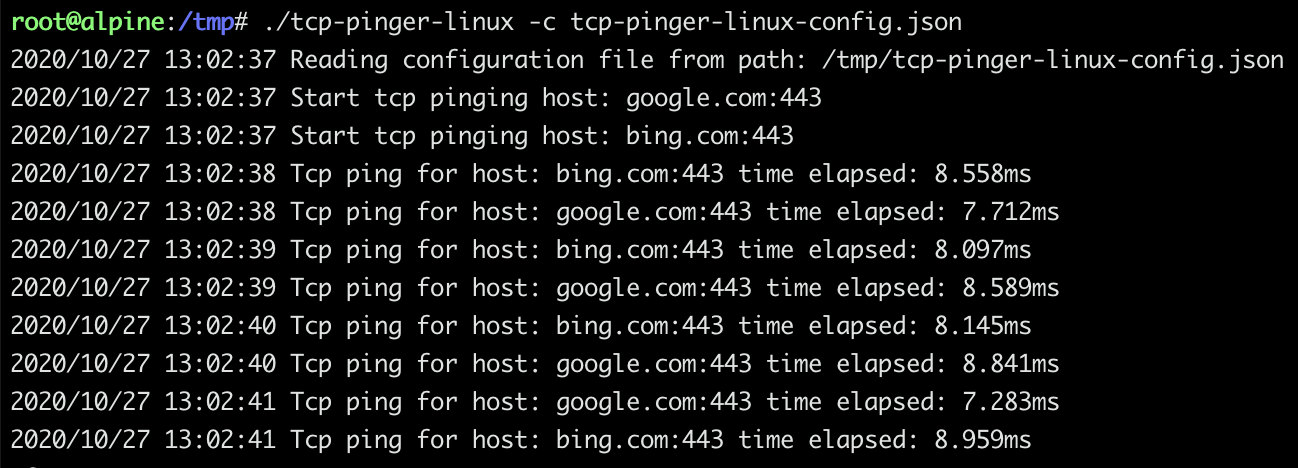 root@alpine:/tmp# ./tcp-pinger-linux -c tcp-pinger-linux-config.json
2020/10/27 13:02:37 Reading configuration file from path: /tmp/tcp-pinger-linux-config.json
2020/10/27 13:02:37 Start tcp pinging host: google.com:443
2020/10/27 13:02:37 Start tcp pinging host: bing.com:443
2020/10/27 13:02:38 Tcp ping for host: bing.com:443 time elapsed: 8.558ms
2020/10/27 13:02:38 Tcp ping for host: google.com:443 time elapsed: 7.712ms
2020/10/27 13:02:39 Tcp ping for host: bing.com:443 time elapsed: 8.097ms
2020/10/27 13:02:39 Tcp ping for host: google.com:443 time elapsed: 8.589ms
2020/10/27 13:02:40 Tcp ping for host: bing.com:443 time elapsed: 8.145ms
2020/10/27 13:02:40 Tcp ping for host: google.com:443 time elapsed: 8.841ms
2020/10/27 13:02:41 Tcp ping for host: google.com:443 time elapsed: 7.283ms
2020/10/27 13:02:41 Tcp ping for host: bing.com:443 time elapsed: 8.959ms